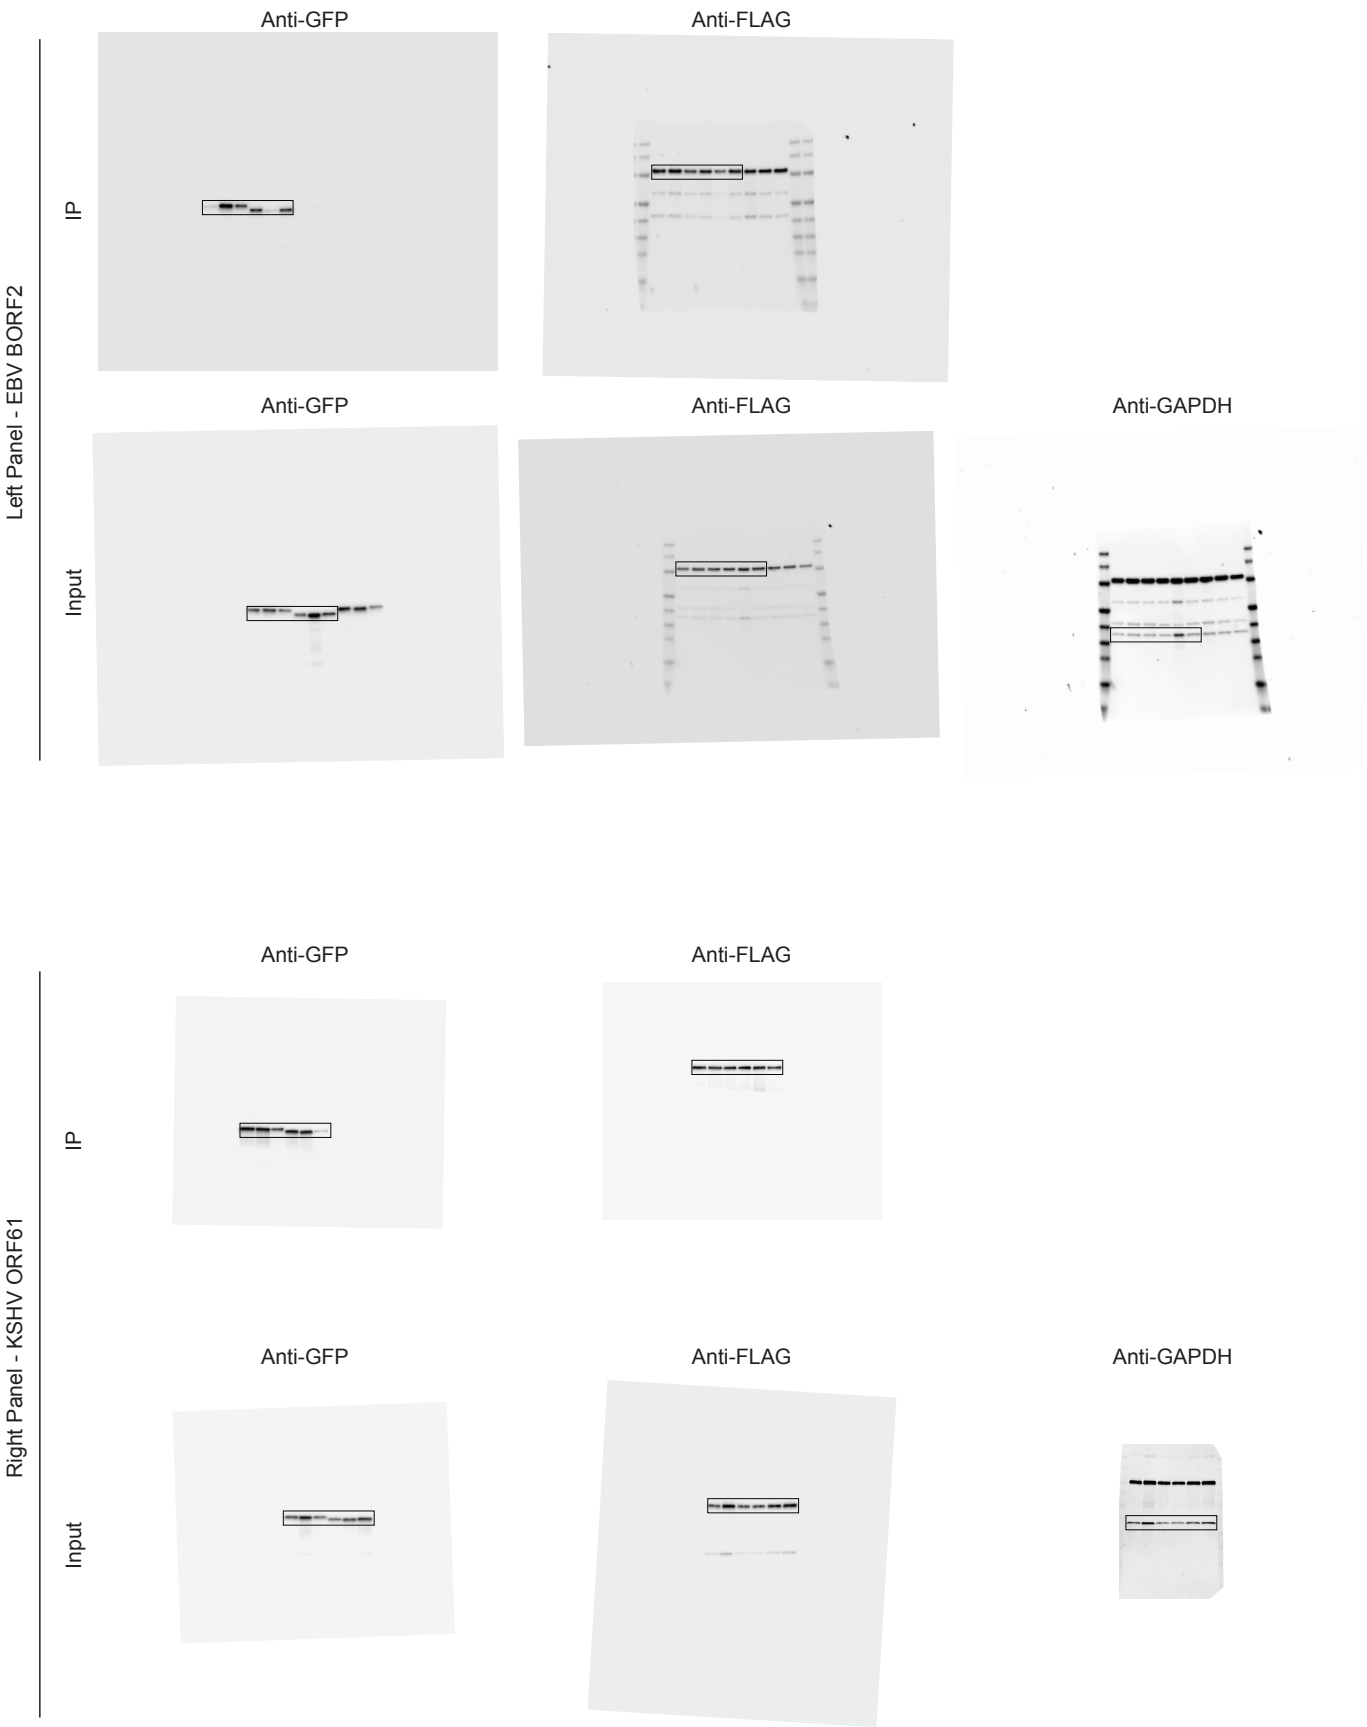 Anti-GFP
Anti-FLAG
IP
Left Panel - EBV BORF2
Anti-GFP
Anti-FLAG
Anti-GAPDH
Input
Anti-GFP
Anti-FLAG
IP
Right Panel - KSHV ORF61
Anti-GFP
Anti-FLAG
Anti-GAPDH
Input